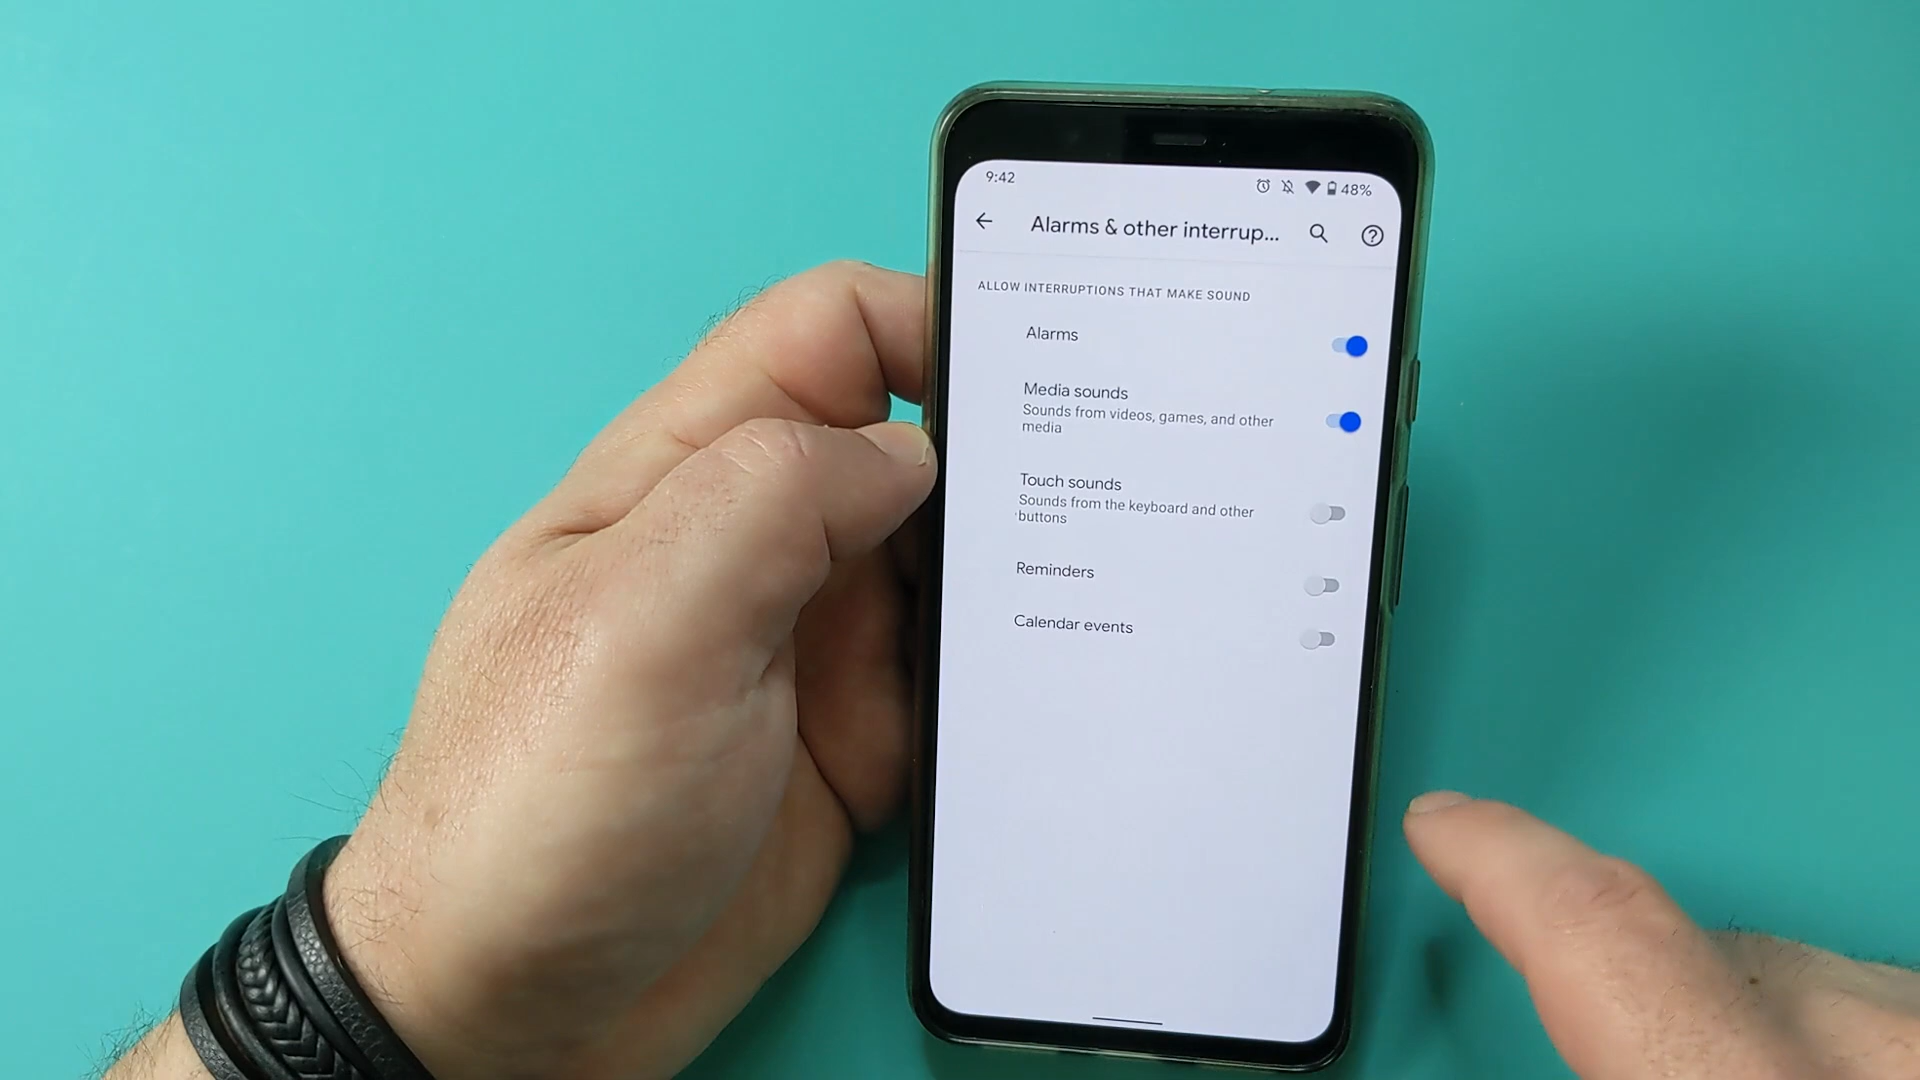 9:42
48%
Alarms & other interrup...
ALLOW INTERRUPTIONS THAT MAKE SOUND
Alarms
Media sounds
Sounds from videos, games, and other
media
Touch sounds
Sounds from the keyboard and other
buttons
Reminders
Calendar events